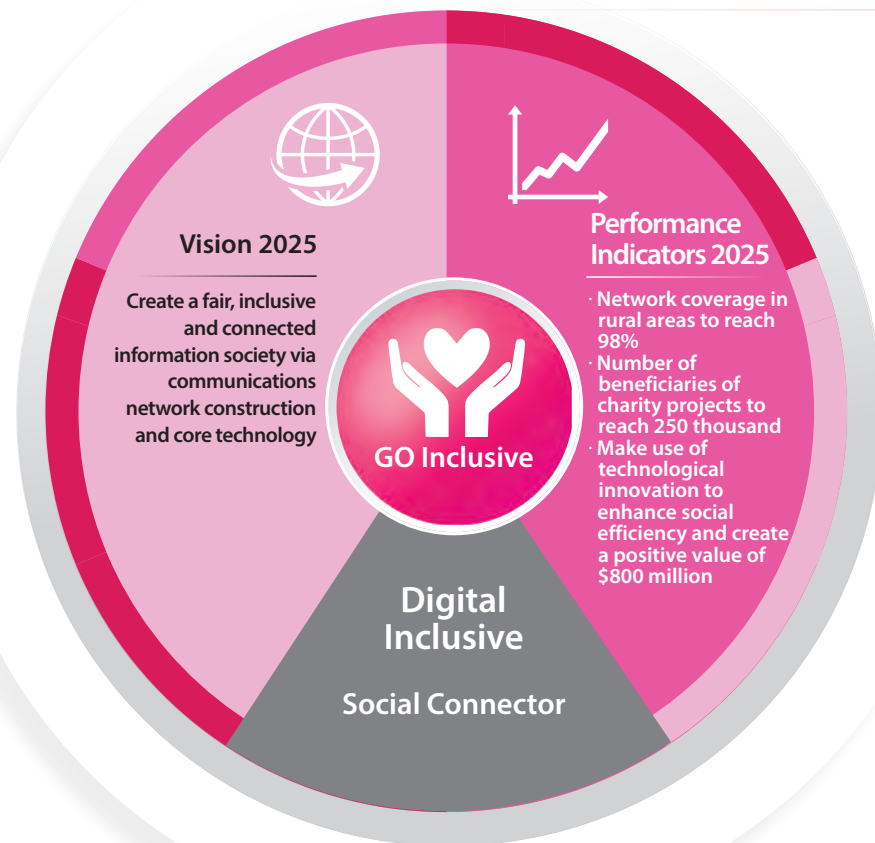 Vision 2025
Create a fair, inclusive
and connected
information society via
communications
network construction
and core technology
Performance
Indicators 2025
· Network coverage in
rural areas to reach
98%
· Number of
beneficiaries of
charity projects to
reach 250 thousand
· Make use of
technological
innovation to
enhance social
efficiency and create
a positive value of
$800 million
GO Inclusive
Digital
Inclusive
Social Connector